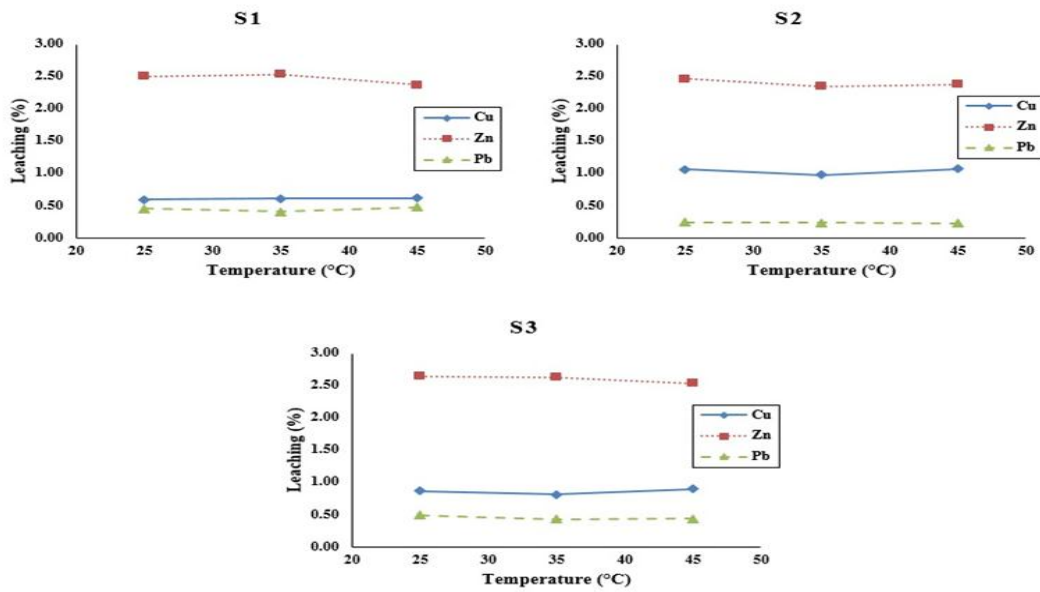 S1
3.00
2.50
2.00
1.50
1.00
0.50
0.00
Leaching (%)
20 25 30 35 40 45 50
Temperature (°C)
Cu
Zn
Pb
S2
3.00
2.50
2.00
1.50
1.00
0.50
0.00
Leaching (%)
20 25 30 35 40 45 50
Temperature (°C)
Cu
Zn
Pb
S3
3.00
2.50
2.00
1.50
1.00
0.50
0.00
Leaching (%)
20 25 30 35 40 45 50
Temperature (°C)
Cu
Zn
Pb